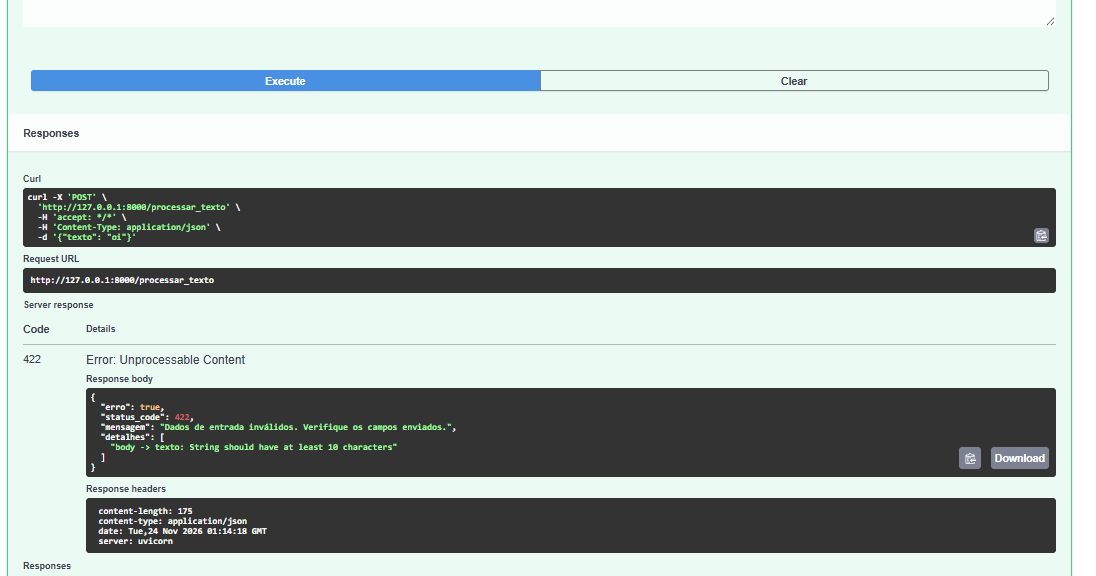 Execute
Clear
Responses
Curl
curl -X 'POST' \
'http://127.0.0.1:8000/processar_texto' \
-H 'accept: */*' \
-H 'Content-Type: application/json' \
-d '{"texto": "oi"}'
Request URL
http://127.0.0.1:8000/processar_texto
Server response
Code
Details
422
Error: Unprocessable Content
Response body
{
"erro": true,
"status_code": 422,
"mensagem": "Dados de entrada inválidos. Verifique os campos enviados.",
"detalhes": [
"body -> texto: String should have at least 10 characters"
]
}
Download
Response headers
content-length: 175
content-type: application/json
date: Tue,24 Nov 2026 01:14:18 GMT
server: uvicorn
Responses